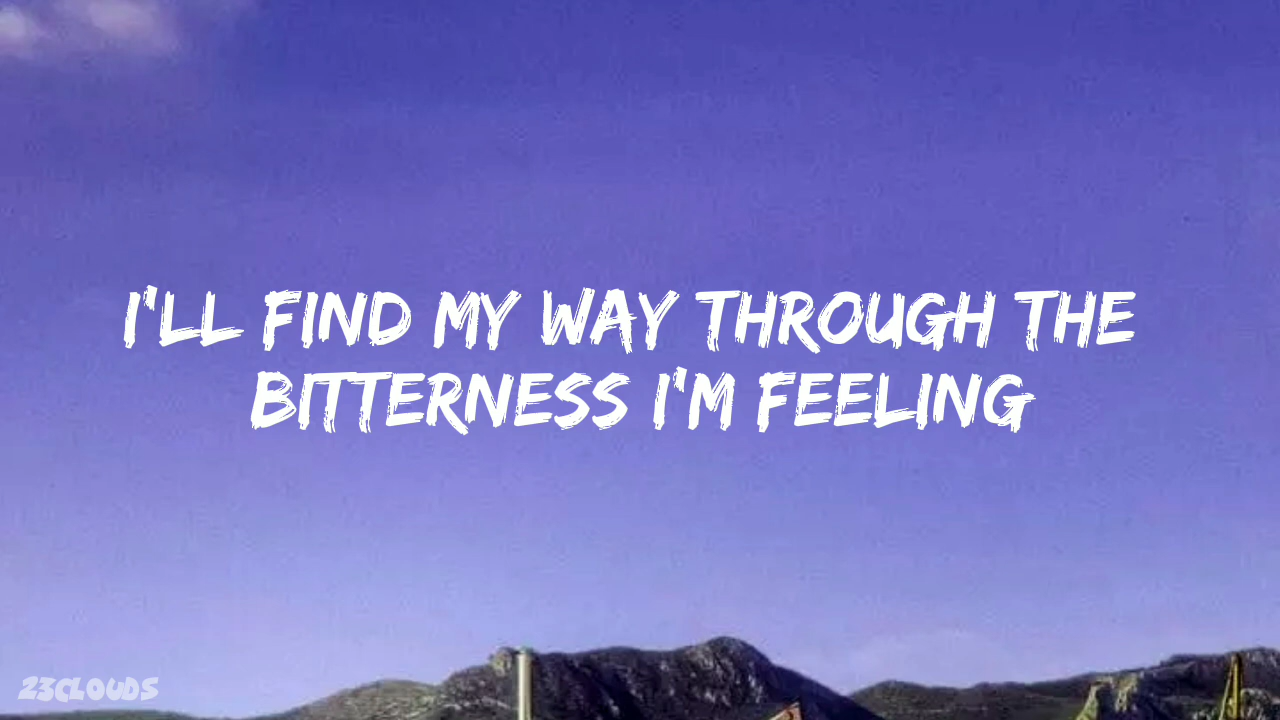 I'LL FIND MY WAY THROUGH THE
BITTERNESS I'M FEELING
23CLOUDS